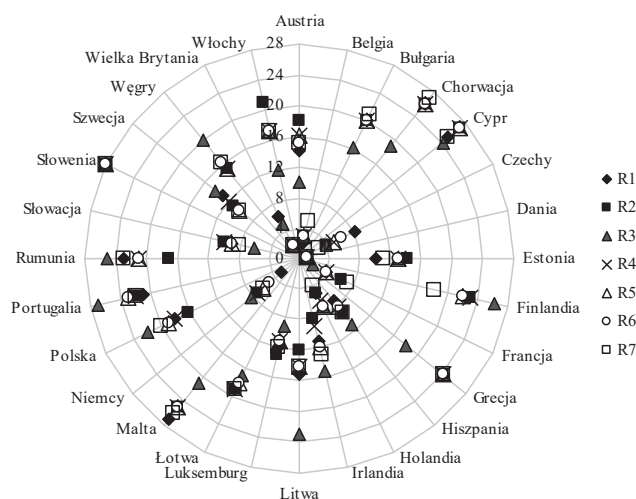 Austria
Belgia
Bułgaria
Chorwacja
Cypr
Czechy
Dania
Estonia
Finlandia
Francja
Grecja
Hiszpania
Holandia
Irlandia
Litwa
Luksemburg
Łotwa
Malta
Niemcy
Polska
Portugalia
Rumunia
Słowacja
Słowenia
Szwecja
Węgry
Wielka Brytania
Włochy
28
24
20
16
12
8
4
0
R1
R2
R3
R4
R5
R6
R7